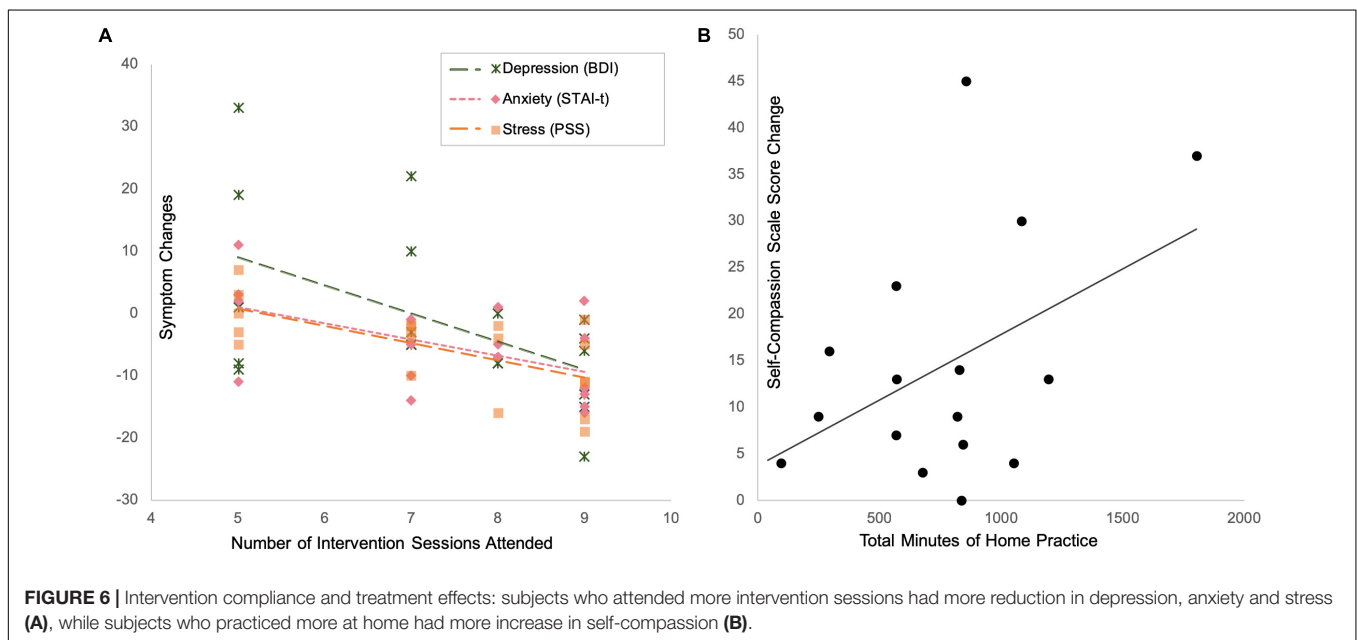 A
40
30
20
10
0
-10
-20
-30
Symptom Changes
4 5 6 7 8 9 10
Number of Intervention Sessions Attended
Depression (BDI)
Anxiety (STAI-t)
Stress (PSS)
B
50
45
40
35
30
25
20
15
10
5
0
Self-Compassion Scale Score Change
0 500 1000 1500 2000
Total Minutes of Home Practice
FIGURE 6 | Intervention compliance and treatment effects: subjects who attended more intervention sessions had more reduction in depression, anxiety and stress
(A), while subjects who practiced more at home had more increase in self-compassion (B).